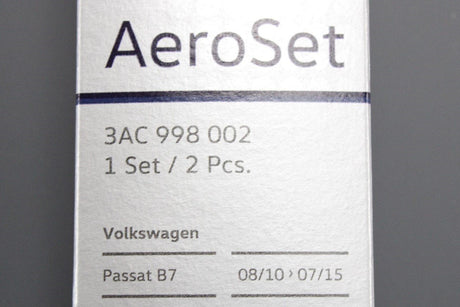 AeroSet
3AC 998 002
1 Set / 2 Pcs.
Volkswagen
Passat B7 08/10 › 07/15